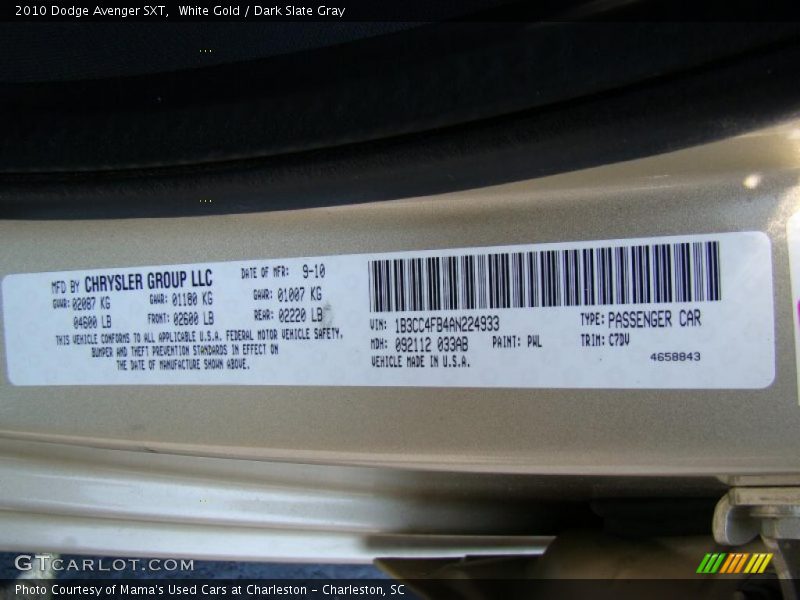 2010 Dodge Avenger SXT,  White Gold / Dark Slate Gray
MFD BY CHRYSLER GROUP LLC DATE OF MFR: 9-10
GVWR: 02087 KG GAWR: 01180 KG GAWR: 01007 KG
04600 LB FRONT: 02600 LB REAR: 02220 LB
THIS VEHICLE CONFORMS TO ALL APPLICABLE U.S.A. FEDERAL MOTOR VEHICLE SAFETY,
BUMPER AND THEFT PREVENTION STANDARDS IN EFFECT ON
THE DATE OF MANUFACTURE SHOWN ABOVE.
VIN: 1B3CC4FB4AN224933 TYPE: PASSENGER CAR
MDH: 092112 033AB PAINT: PWL TRIM: C7DV
VEHICLE MADE IN U.S.A. 4658843
GTCARLOT.COM
Photo Courtesy of Mama's Used Cars at Charleston - Charleston, SC